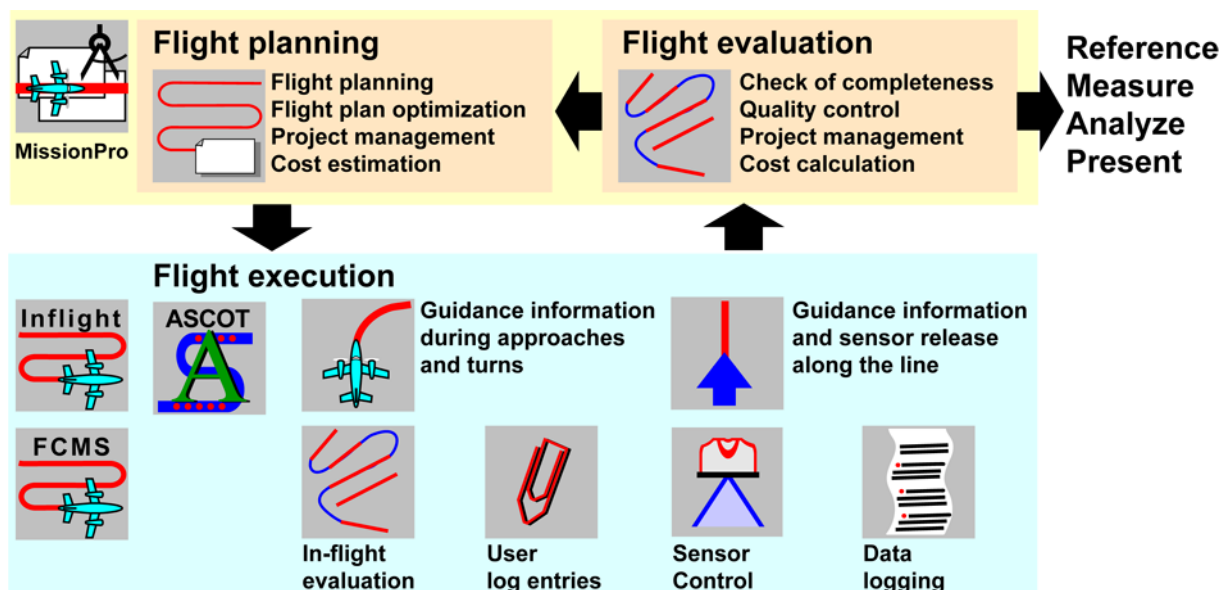 MissionPro
Flight planning
Flight planning
Flight plan optimization
Project management
Cost estimation
Flight evaluation
Check of completeness
Quality control
Project management
Cost calculation
Reference
Measure
Analyze
Present
Flight execution
Inflight
ASCOT
Guidance information
during approaches
and turns
Guidance information
and sensor release
along the line
FCMS
In-flight
evaluation
User
log entries
Sensor
Control
Data
logging